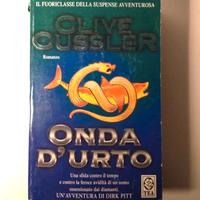 IL FUORICLASSE DELLA SUSPENSE AVVENTUROSA
CLIVE
CUSSLER
Romanzo
ONDA
D'URTO
Una sfida contro il tempo
e contro la feroce avidità di un uomo
ossessionato dai diamanti.
UN'AVVENTURA DI DIRK PITT
TEA